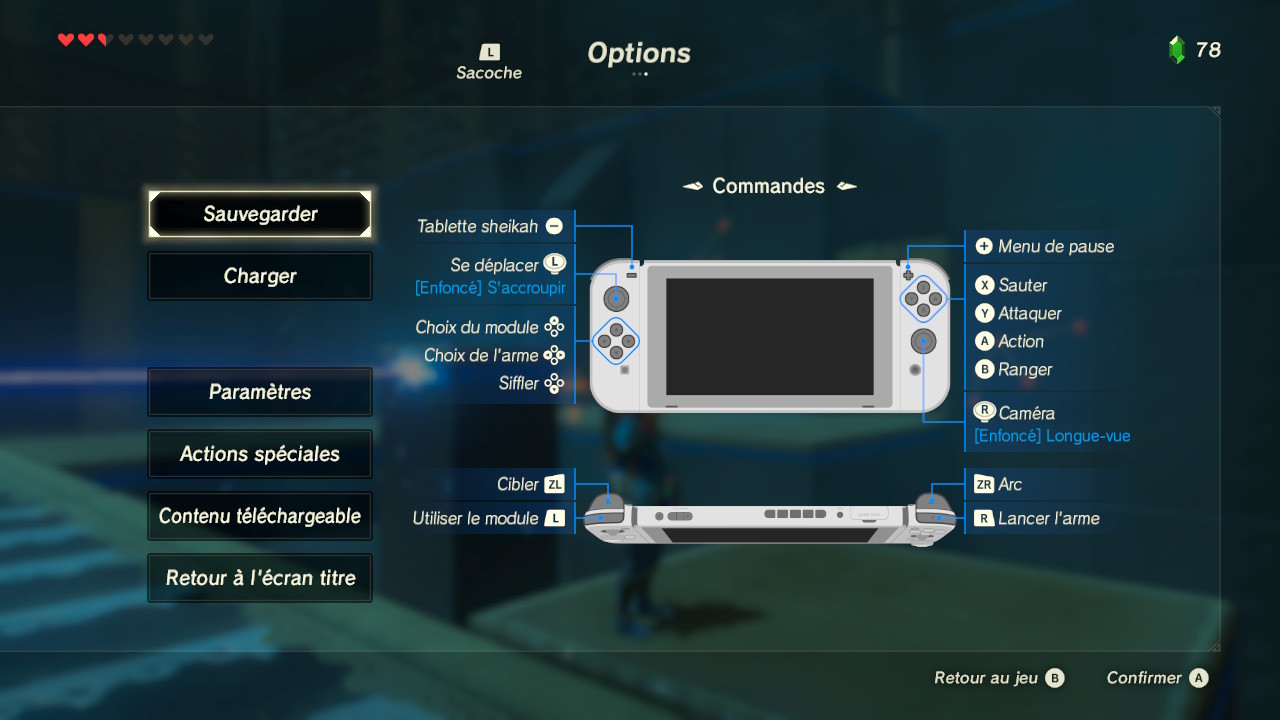 L
Sacoche
Options
78
Commandes
Sauvegarder
Charger
Paramètres
Actions spéciales
Contenu téléchargeable
Retour à l'écran titre
Tablette sheikah
Se déplacer L
[Enfoncé] S'accroupir
Choix du module
Choix de l'arme
Siffler
Cibler ZL
Utiliser le module L
+ Menu de pause
X Sauter
Y Attaquer
A Action
B Ranger
R Caméra
[Enfoncé] Longue-vue
ZR Arc
R Lancer l'arme
Retour au jeu B
Confirmer A